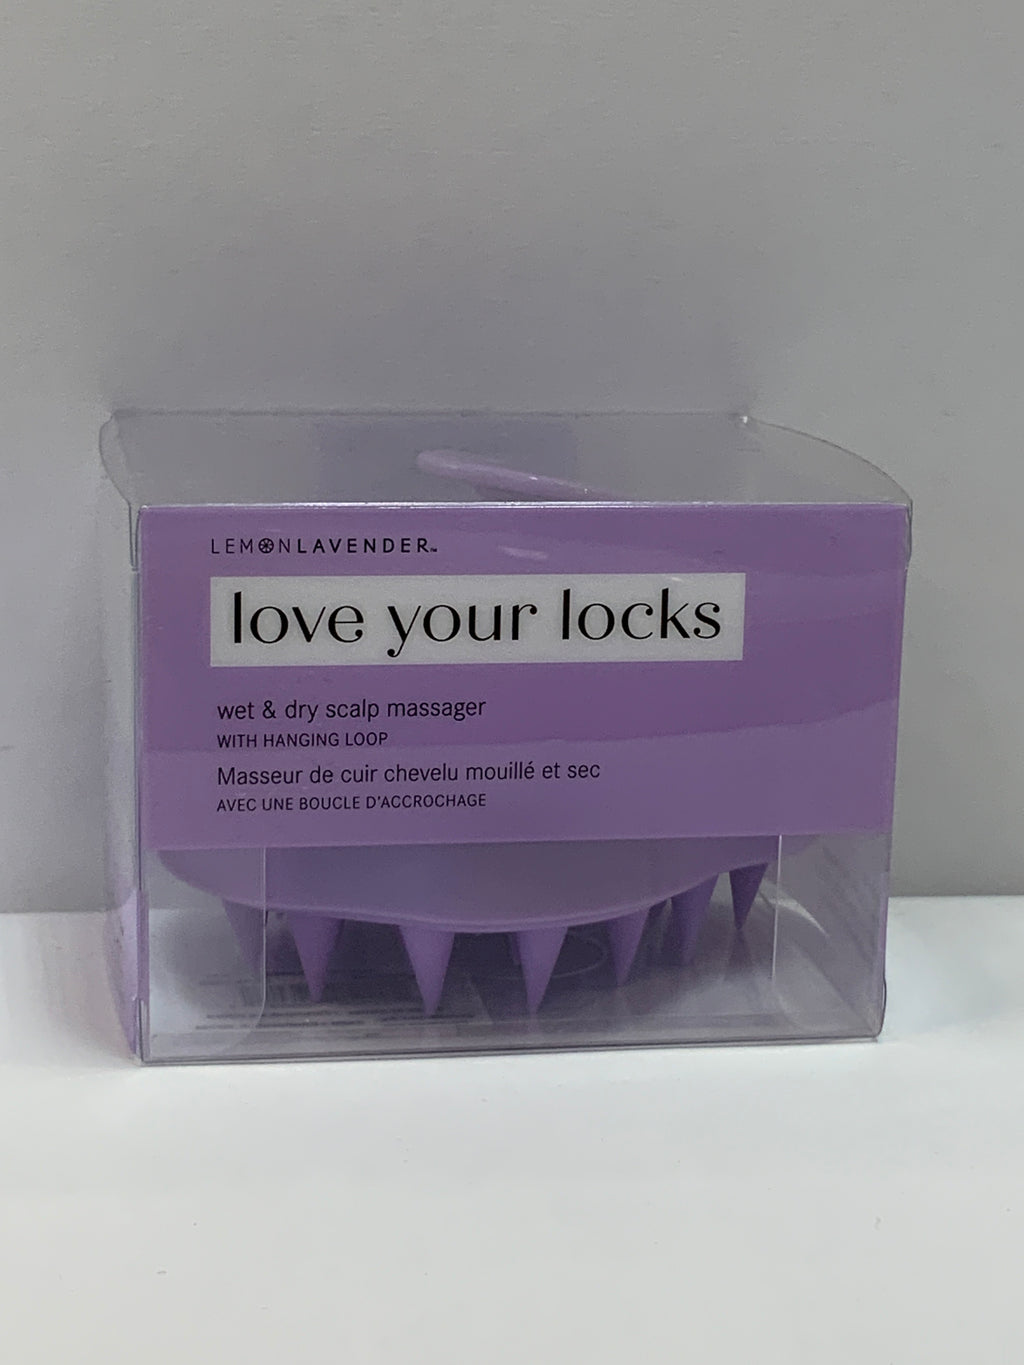 LEMONLAVENDER™
love your locks
wet & dry scalp massager
WITH HANGING LOOP
Masseur de cuir chevelu mouillé et sec
AVEC UNE BOUCLE D'ACCROCHAGE